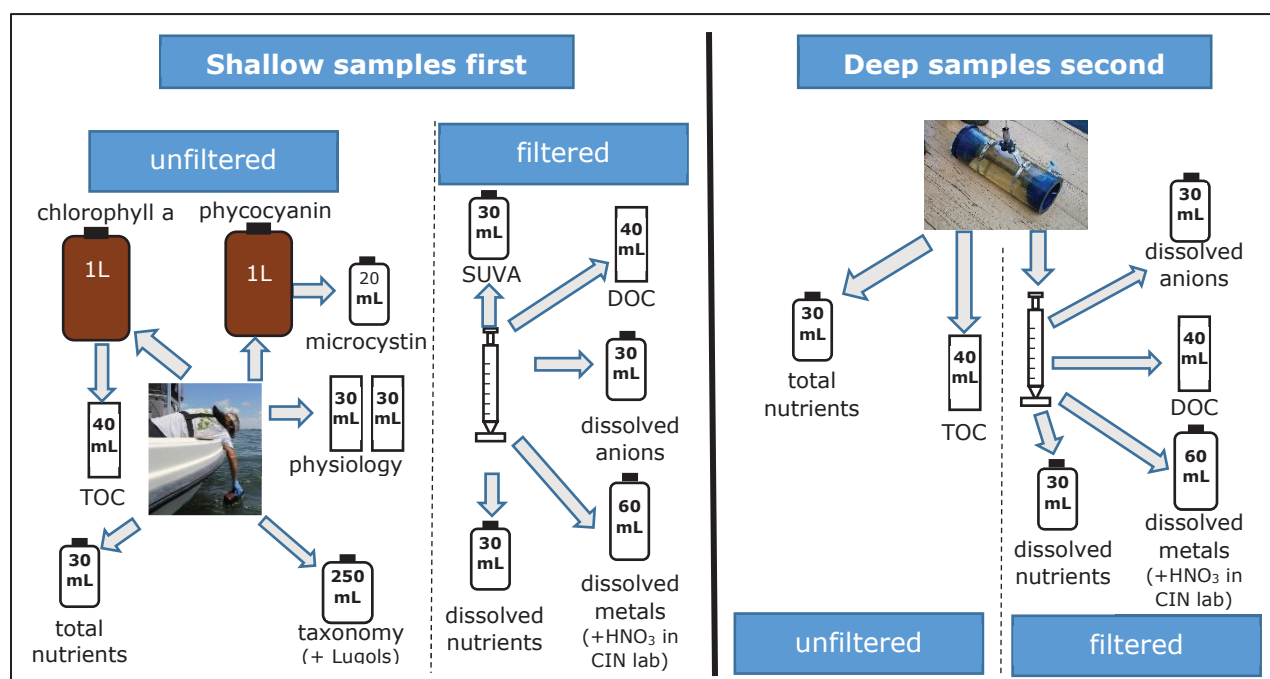 Shallow samples first
unfiltered
chlorophyll a
phycocyanin
1L
1L
20
mL
microcystin
40
mL
TOC
30
mL
30
mL
physiology
30
mL
total
nutrients
250
mL
taxonomy
(+ Lugols)
filtered
30
mL
SUVA
40
mL
DOC
30
mL
dissolved
anions
30
mL
dissolved
nutrients
60
mL
dissolved
metals
(+HNO₃ in
CIN lab)
Deep samples second
30
mL
total
nutrients
40
mL
TOC
unfiltered
30
mL
dissolved
anions
40
mL
DOC
30
mL
dissolved
nutrients
60
mL
dissolved
metals
(+HNO₃ in
CIN lab)
filtered